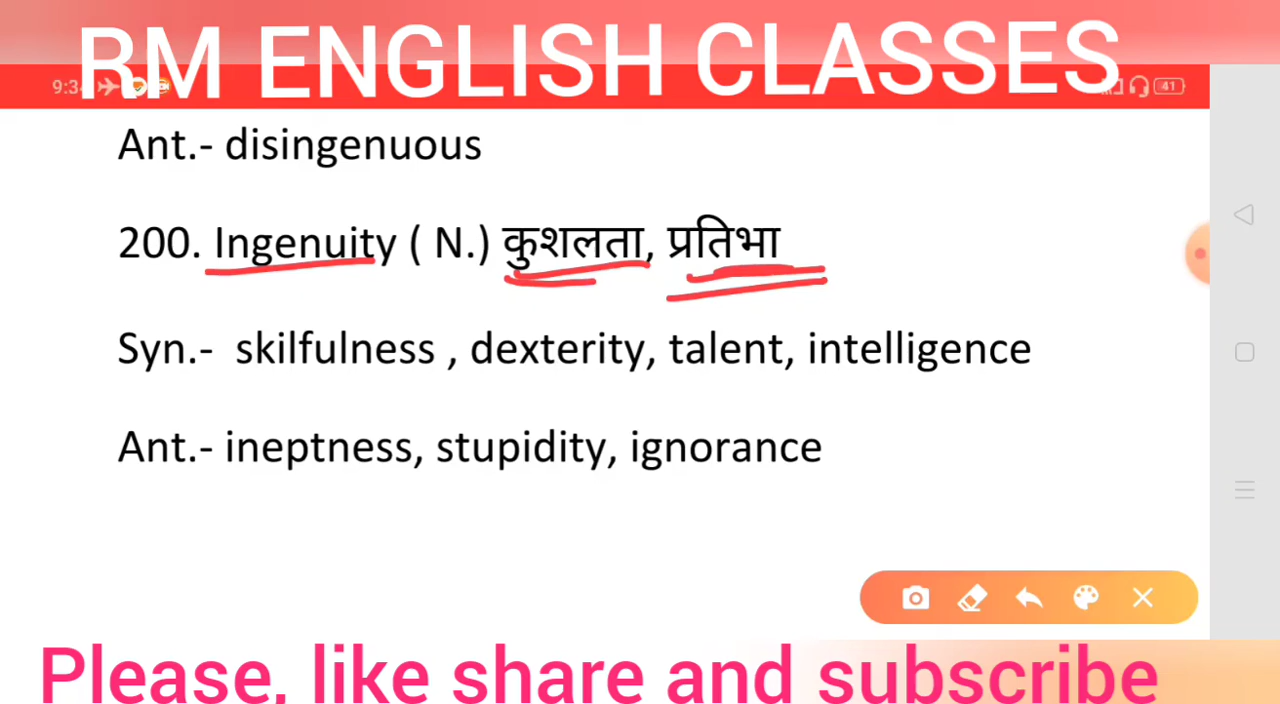 RM ENGLISH CLASSES
41
Ant.- disingenuous
200. Ingenuity ( N.) कुशलता, प्रतिभा
Syn.- skilfulness , dexterity, talent, intelligence
Ant.- ineptness, stupidity, ignorance
Please, like share and subscribe